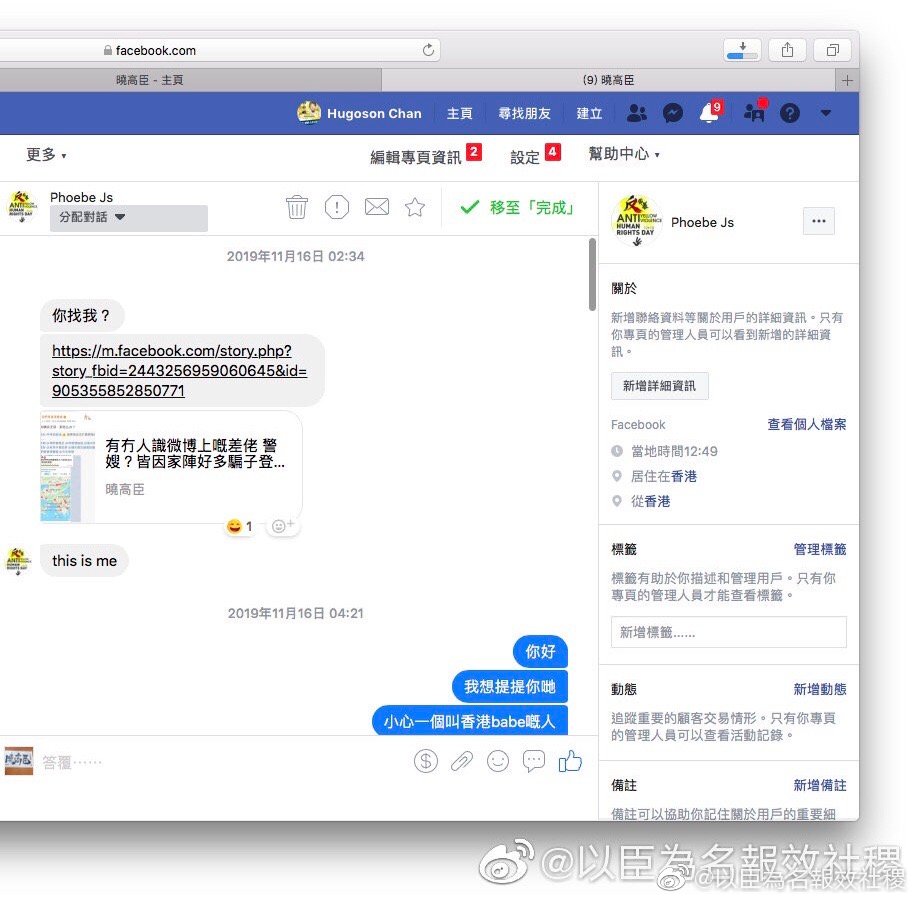 facebook.com
曉高臣 - 主頁
(9) 曉高臣
Hugoson Chan
主頁
尋找朋友
建立
9
更多
編輯專頁資訊 2
設定 4
幫助中心
Phoebe Js
分配對話
移至「完成」
Phoebe Js
2019年11月16日 02:34
你找我？
https://m.facebook.com/story.php?
story_fbid=2443256959060645&id=
905355852850771
有冇人識微博上嘅差佬 警
嫂？皆因家陣好多騙子登...
曉高臣
1
this is me
2019年11月16日 04:21
你好
我想提提你哋
小心一個叫香港babe嘅人
答覆……
ANTI YELLOW
VIOLENCE
HUMAN
RIGHTS DAY
關於
新增聯絡資料等關於用戶的詳細資訊。只有
你專頁的管理人員可以看到新增的詳細資
訊。
新增詳細資訊
Facebook
查看個人檔案
當地時間12:49
居住在香港
從香港
標籤
管理標籤
標籤有助於你描述和管理用戶。只有你
專頁的管理人員才能查看標籤。
新增標籤……
動態
新增動態
追蹤重要的顧客交易情形。只有你專頁
的管理人員可以查看活動記錄。
備註
新增備註
備註可以協助你記住關於用戶的重要細
@以臣為名報效社稷
@以臣為名報效社稷